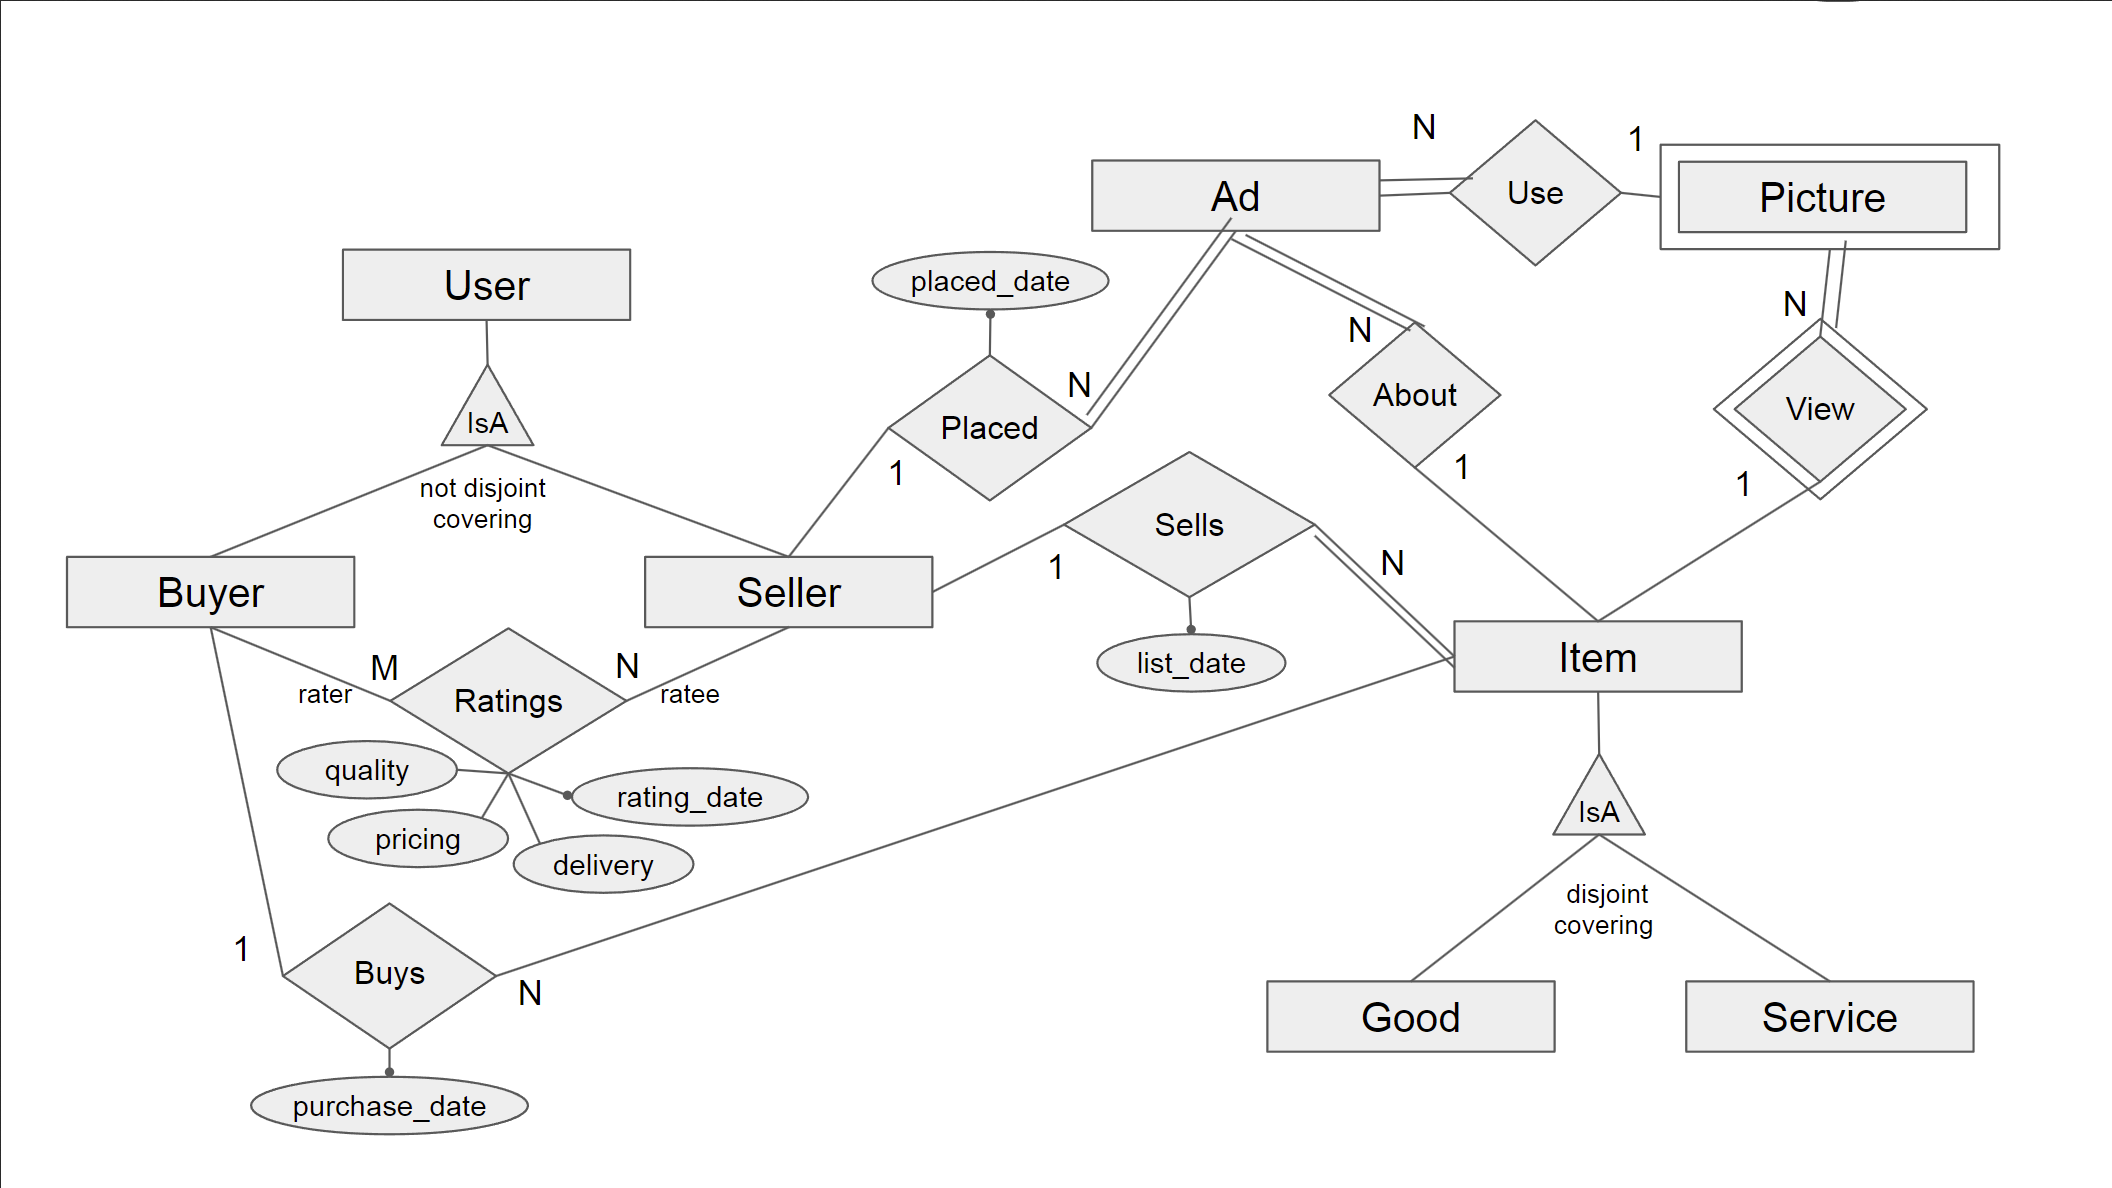 N
1
Ad
Use
Picture
User
placed_date
N
N
N
1
Placed
About
View
IsA
1
1
not disjoint
covering
Sells
1
N
Buyer
Seller
Item
M
N
rater
Ratings
ratee
list_date
quality
rating_date
pricing
delivery
IsA
disjoint
covering
1
Buys
N
Good
Service
purchase_date